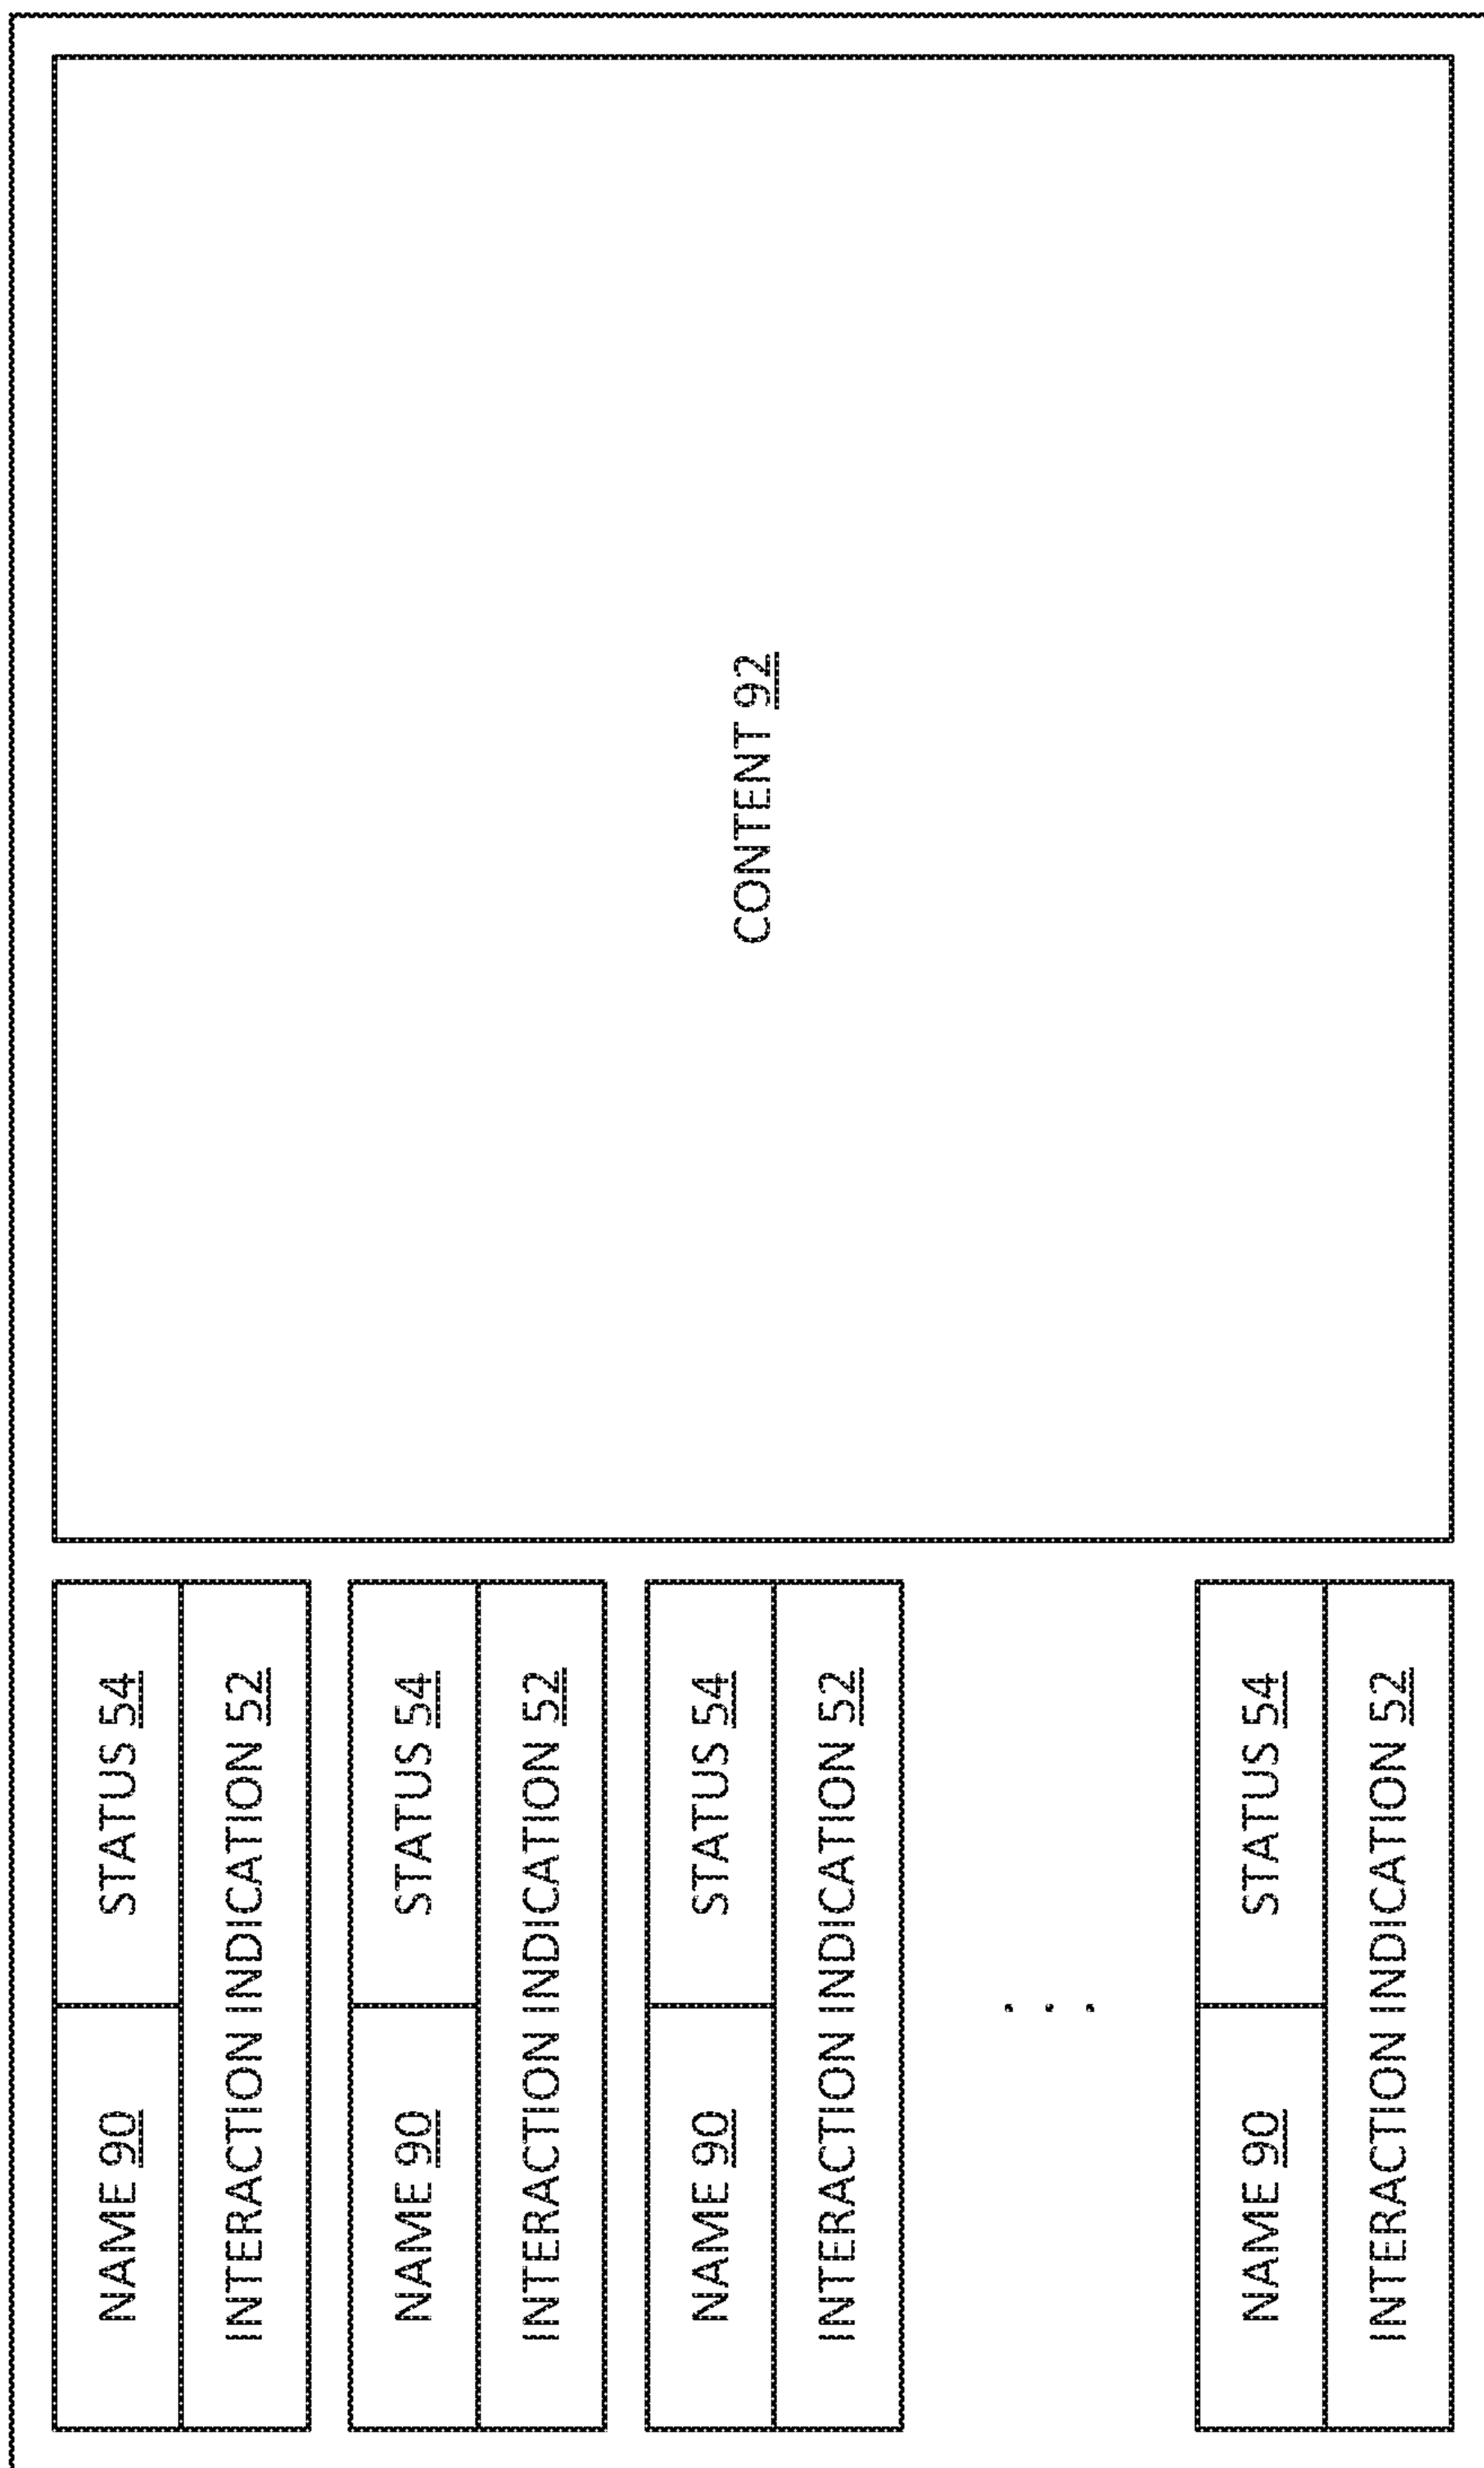 NAME 90 STATUS 54
INTERACTION INDICATION 52
NAME 90 STATUS 54
INTERACTION INDICATION 52
NAME 90 STATUS 54
INTERACTION INDICATION 52
. . .
NAME 90 STATUS 54
INTERACTION INDICATION 52
CONTENT 92